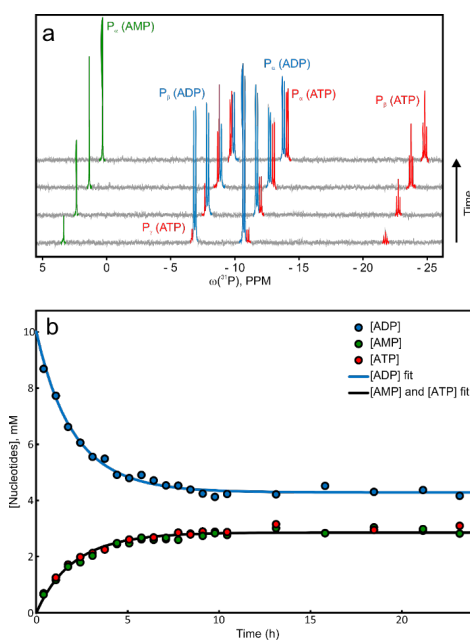 a
Pα (AMP)
Pβ (ADP)
Pα (ADP)
Pα (ATP)
Pβ (ATP)
Pγ (ATP)
Time
5 0 -5 - 10 - 15 - 20 - 25
ω(³¹P), PPM
b
[ADP]
[AMP]
[ATP]
[ADP] fit
[AMP] and [ATP] fit
[Nucleotides], mM
10
8
6
4
2
0
0 5 10 15 20
Time (h)